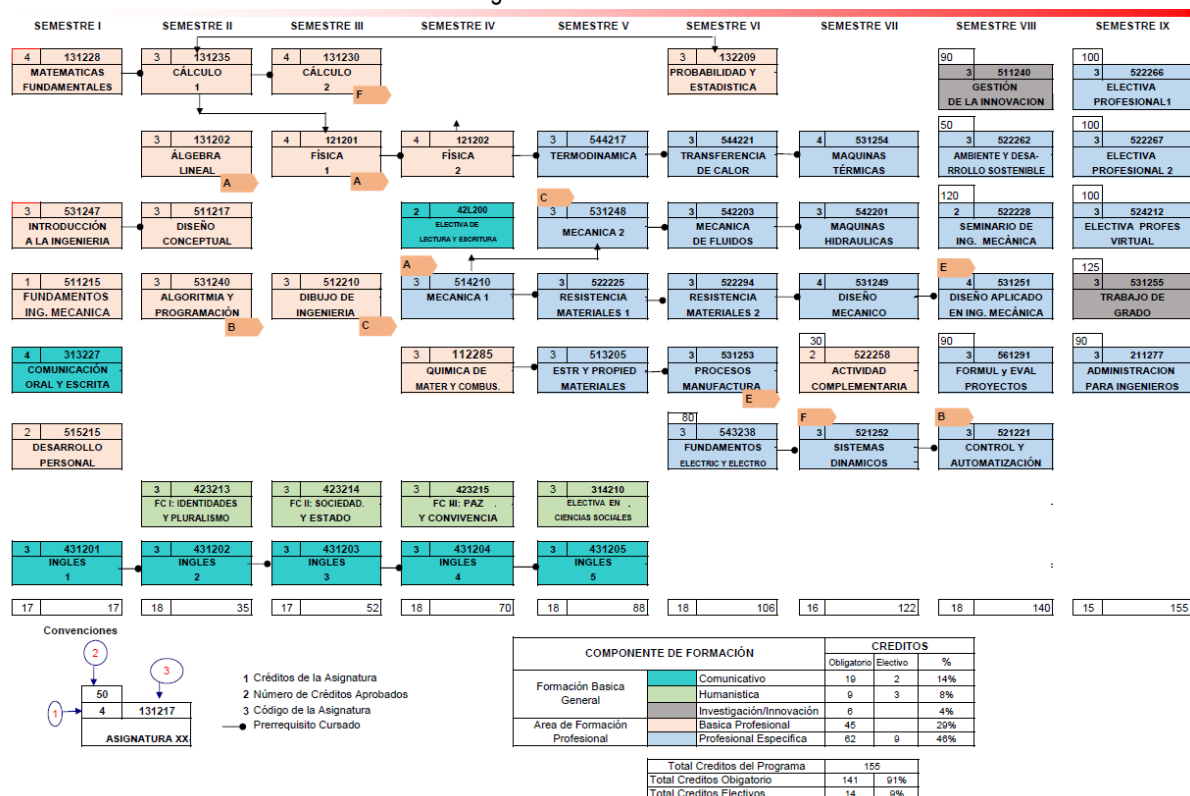 SEMESTRE I SEMESTRE II SEMESTRE III SEMESTRE IV SEMESTRE V SEMESTRE VI SEMESTRE VII SEMESTRE VIII SEMESTRE IX
90 100
4 131228 3 131235 4 131230 3 132209 3 511240 3 522266
MATEMATICAS CÁLCULO CÁLCULO PROBABILIDAD Y GESTIÓN ELECTIVA
FUNDAMENTALES 1 2 ESTADISTICA DE LA INNOVACION PROFESIONAL1
F
50 100
3 131202 4 121201 4 121202 3 544217 3 544221 4 531254 3 522262 3 522267
ÁLGEBRA FÍSICA FÍSICA TERMODINAMICA TRANSFERENCIA MAQUINAS AMBIENTE Y DESA- ELECTIVA
LINEAL 1 2 DE CALOR TÉRMICAS RROLLO SOSTENIBLE PROFESIONAL 2
A A
C 120 100
3 531247 3 511217 2 42L200 3 531248 3 542203 3 542201 2 522228 3 524212
INTRODUCCIÓN DISEÑO ELECTIVA DE MECANICA 2 MECANICA MAQUINAS SEMINARIO DE ELECTIVA PROFES
A LA INGENIERIA CONCEPTUAL LECTURA Y ESCRITURA DE FLUIDOS HIDRAULICAS ING. MECÁNICA VIRTUAL
A E 125
1 511215 3 531240 3 512210 3 514210 3 522225 3 522294 4 531249 4 531251 3 531255
FUNDAMENTOS ALGORITMIA Y DIBUJO DE MECANICA 1 RESISTENCIA RESISTENCIA DISEÑO DISEÑO APLICADO TRABAJO DE
ING. MECANICA PROGRAMACIÓN INGENIERIA MATERIALES 1 MATERIALES 2 MECANICO EN ING. MECÁNICA GRADO
B C
30 90 90
4 313227 3 112285 3 513205 3 531253 2 522258 3 561291 3 211277
COMUNICACIÓN QUIMICA DE ESTR Y PROPIED PROCESOS ACTIVIDAD FORMUL y EVAL ADMINISTRACION
ORAL Y ESCRITA MATER Y COMBUS. MATERIALES MANUFACTURA COMPLEMENTARIA PROYECTOS PARA INGENIEROS
E
80 F B
2 515215 3 543238 3 521252 3 521221
DESARROLLO FUNDAMENTOS SISTEMAS CONTROL Y
PERSONAL ELECTRIC Y ELECTRO DINAMICOS AUTOMATIZACIÓN
3 423213 3 423214 3 423215 3 314210
FC I: IDENTIDADES FC II: SOCIEDAD. FC III: PAZ . ELECTIVA EN .
Y PLURALISMO Y ESTADO Y CONVIVENCIA CIENCIAS SOCIALES
3 431201 3 431202 3 431203 3 431204 3 431205
INGLES INGLES INGLES INGLES INGLES
1 2 3 4 5
17 17 18 35 17 52 18 70 18 88 18 106 16 122 18 140 15 155
Convenciones
2
3
50
1 4 131217
ASIGNATURA XX
1 Créditos de la Asignatura
2 Número de Créditos Aprobados
3 Código de la Asignatura
Prerrequisito Cursado
COMPONENTE DE FORMACIÓN CREDITOS
Obligatorio Electivo %
Formación Basica General Comunicativo 19 2 14%
Humanistica 9 3 8%
Investigación/Innovación 6 4%
Area de Formación Profesional Basica Profesional 45 29%
Profesional Especifica 62 9 46%
Total Creditos del Programa 155
Total Creditos Obigatorio 141 91%
Total Creditos Electivos 14 9%